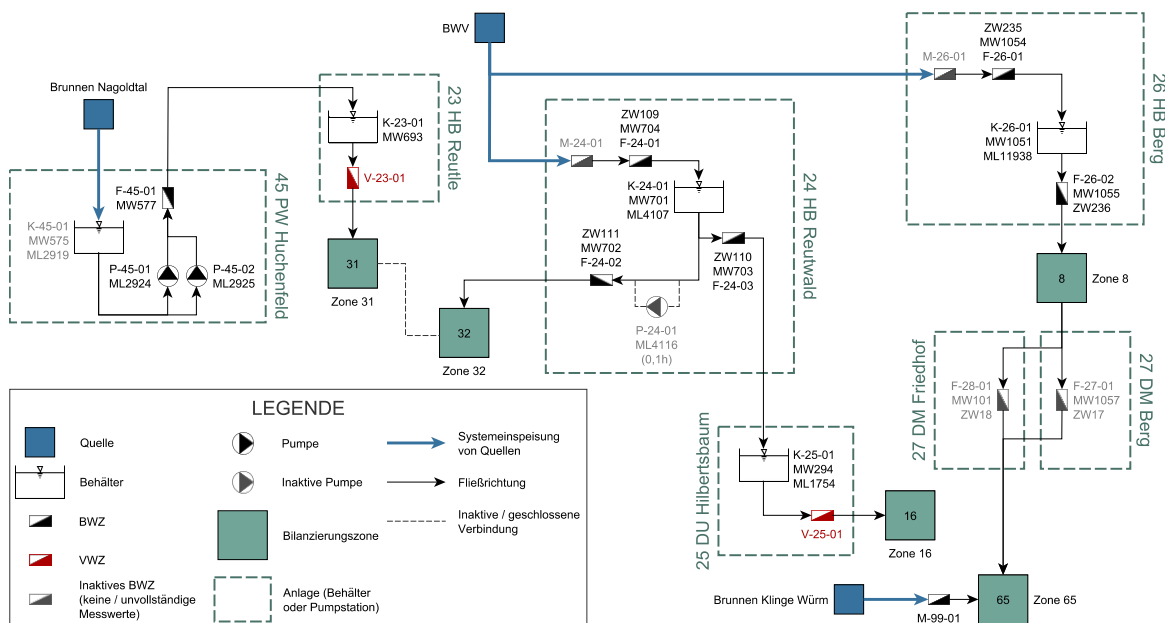 BWV
Brunnen Nagoldtal
45 PW Huchenfeld
K-45-01
MW575
ML2919
F-45-01
MW577
P-45-01
ML2924
P-45-02
ML2925
23 HB Reutle
K-23-01
MW693
V-23-01
31
Zone 31
32
Zone 32
24 HB Reutwald
M-24-01
ZW109
MW704
F-24-01
K-24-01
MW701
ML4107
ZW111
MW702
F-24-02
ZW110
MW703
F-24-03
P-24-01
ML4116
(0,1h)
26 HB Berg
M-26-01
ZW235
MW1054
F-26-01
K-26-01
MW1051
ML11938
F-26-02
MW1055
ZW236
8
Zone 8
27 DM Friedhof
F-28-01
MW101
ZW18
27 DM Berg
F-27-01
MW1057
ZW17
25 DU Hilbertsbaum
K-25-01
MW294
ML1754
V-25-01
16
Zone 16
Brunnen Klinge Würm
M-99-01
65
Zone 65
LEGENDE
Quelle
Behälter
BWZ
VWZ
Inaktives BWZ
(keine / unvollständige
Messwerte)
Pumpe
Inaktive Pumpe
Bilanzierungszone
Anlage (Behälter
oder Pumpstation)
Systemeinspeisung
von Quellen
Fließrichtung
Inaktive / geschlossene
Verbindung